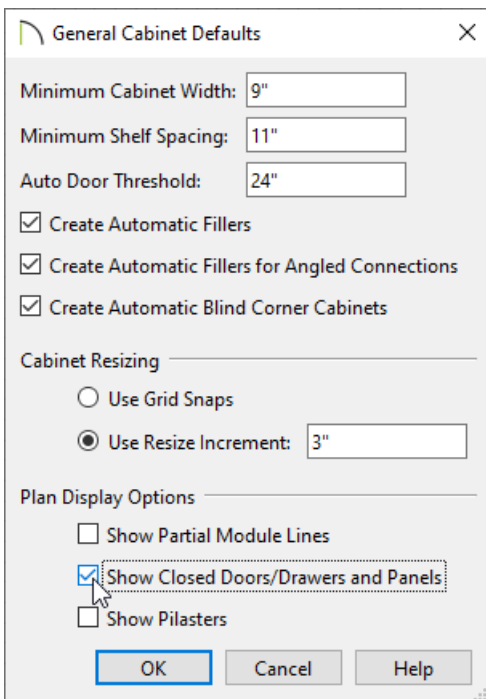 General Cabinet Defaults
Minimum Cabinet Width: 9"
Minimum Shelf Spacing: 11"
Auto Door Threshold: 24"
Create Automatic Fillers
Create Automatic Fillers for Angled Connections
Create Automatic Blind Corner Cabinets
Cabinet Resizing
Use Grid Snaps
Use Resize Increment: 3"
Plan Display Options
Show Partial Module Lines
Show Closed Doors/Drawers and Panels
Show Pilasters
OK Cancel Help